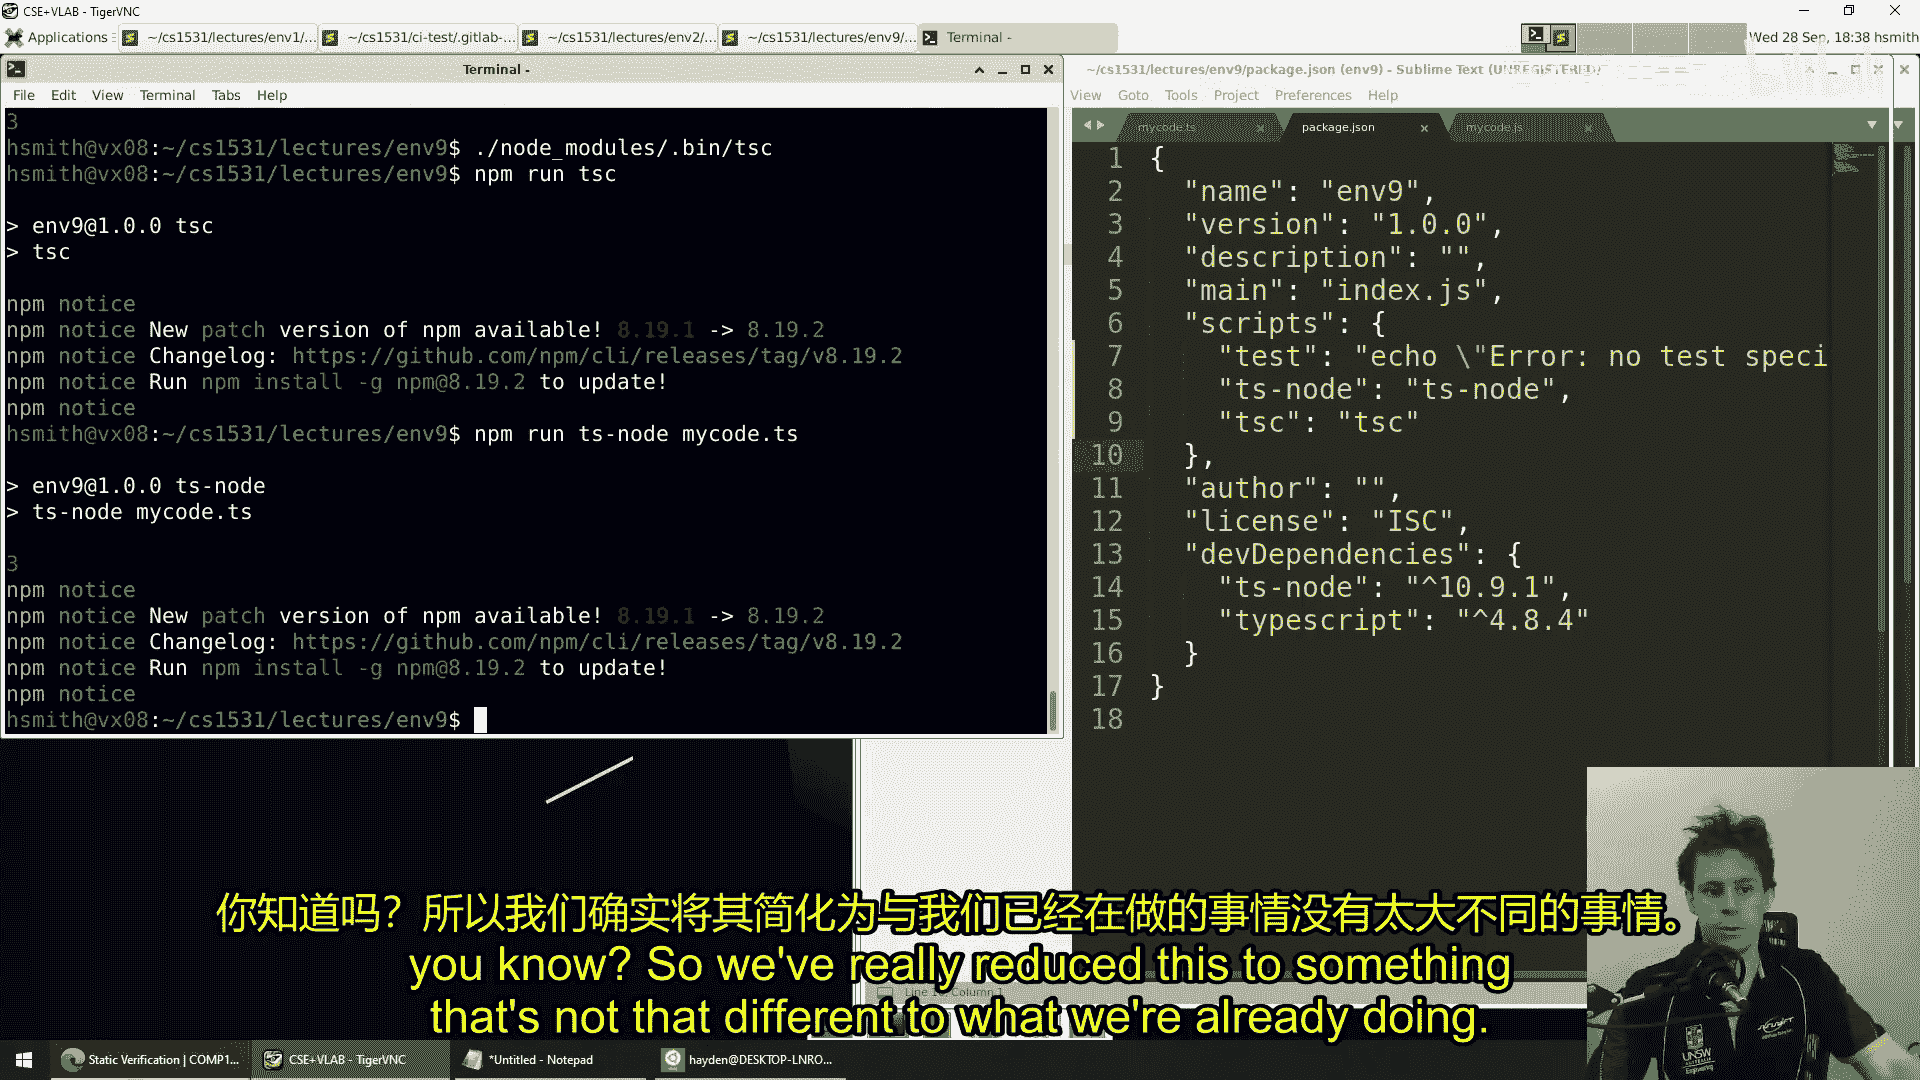 CSE+VLAB - TigerVNC
Applications
~/cs1531/lectures/env1/...
~/cs1531/ci-test/.gitlab-...
~/cs1531/lectures/env2/...
~/cs1531/lectures/env9/...
Terminal -
Wed 28 Sep, 18:38 hsmith
Terminal -
File Edit View Terminal Tabs Help
3
hsmith@vx08:~/cs1531/lectures/env9$ ./node_modules/.bin/tsc
hsmith@vx08:~/cs1531/lectures/env9$ npm run tsc
> env9@1.0.0 tsc
> tsc
npm notice
npm notice New patch version of npm available! 8.19.1 -> 8.19.2
npm notice Changelog: https://github.com/npm/cli/releases/tag/v8.19.2
npm notice Run npm install -g npm@8.19.2 to update!
npm notice
hsmith@vx08:~/cs1531/lectures/env9$ npm run ts-node mycode.ts
> env9@1.0.0 ts-node
> ts-node mycode.ts
3
npm notice
npm notice New patch version of npm available! 8.19.1 -> 8.19.2
npm notice Changelog: https://github.com/npm/cli/releases/tag/v8.19.2
npm notice Run npm install -g npm@8.19.2 to update!
npm notice
hsmith@vx08:~/cs1531/lectures/env9$
~/cs1531/lectures/env9/package.json (env9) - Sublime Text (UNREGISTERED)
View Goto Tools Project Preferences Help
mycode.ts
package.json
mycode.js
1 {
2 "name": "env9",
3 "version": "1.0.0",
4 "description": "",
5 "main": "index.js",
6 "scripts": {
7 "test": "echo \"Error: no test speci
8 "ts-node": "ts-node",
9 "tsc": "tsc"
10 },
11 "author": "",
12 "license": "ISC",
13 "devDependencies": {
14 "ts-node": "^10.9.1",
15 "typescript": "^4.8.4"
16 }
17 }
18
你知道吗？所以我们确实将其简化为与我们已经在做的事情没有太大不同的事情。
you know? So we've really reduced this to something
that's not that different to what we're already doing.
UNSW
Static Verification | COMP1...
CSE+VLAB - TigerVNC
*Untitled - Notepad
hayden@DESKTOP-LNRO...